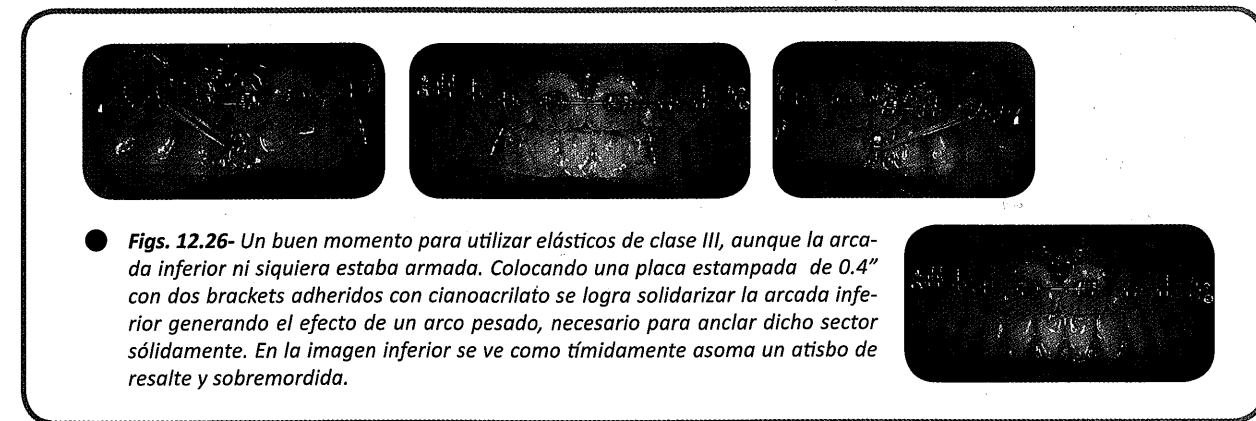 Figs. 12.26- Un buen momento para utilizar elásticos de clase III, aunque la arca-
da inferior ni siquiera estaba armada. Colocando una placa estampada de 0.4"
con dos brackets adheridos con cianoacrilato se logra solidarizar la arcada infe-
rior generando el efecto de un arco pesado, necesario para anclar dicho sector
sólidamente. En la imagen inferior se ve como tímidamente asoma un atisbo de
resalte y sobremordida.